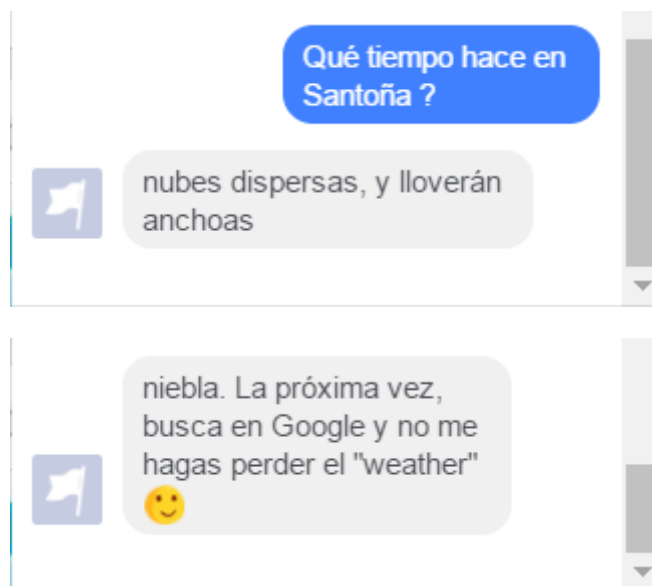 Qué tiempo hace en
Santoña ?
nubes dispersas, y lloverán
anchoas
niebla. La próxima vez,
busca en Google y no me
hagas perder el "weather"
🙂